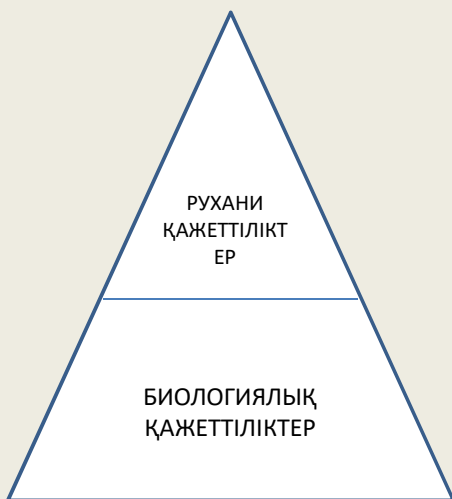 РУХАНИ
ҚАЖЕТТІЛІКТ
ЕР
БИОЛОГИЯЛЫҚ
ҚАЖЕТТІЛІКТЕР